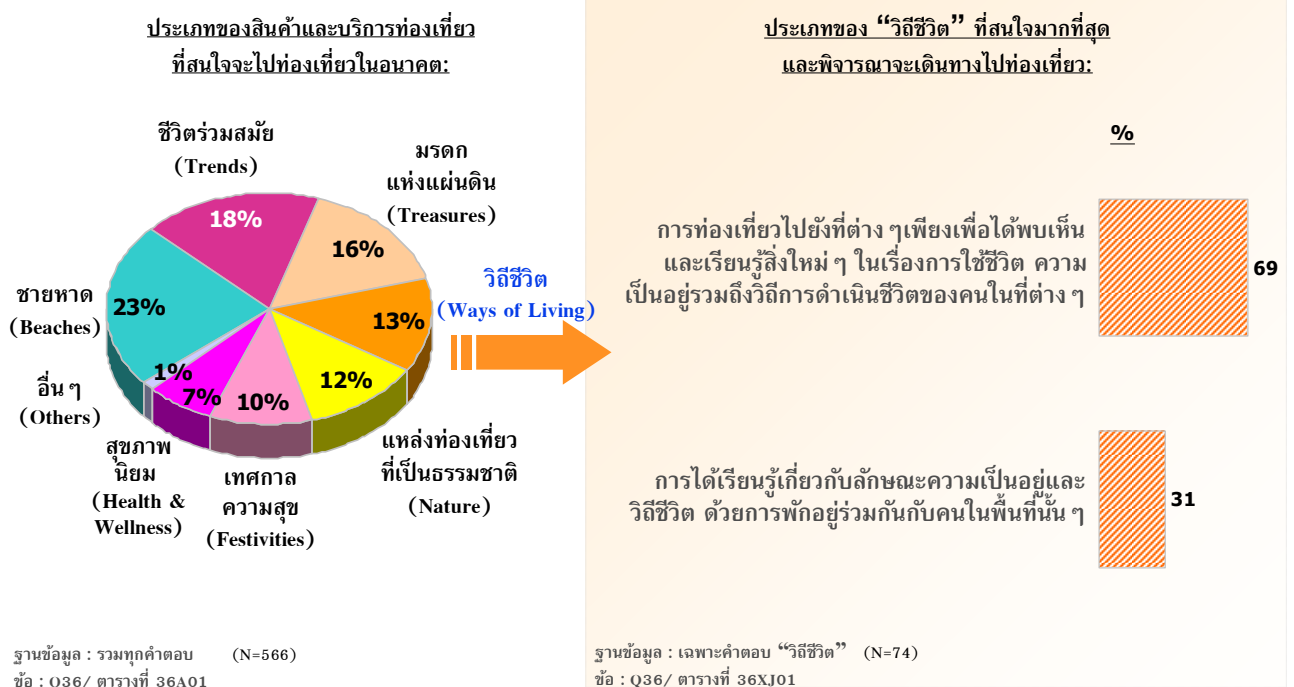 ประเภทของสินค้าและบริการท่องเที่ยว
ที่สนใจจะไปท่องเที่ยวในอนาคต:
ชีวิตร่วมสมัย
(Trends)
มรดก
แห่งแผ่นดิน
(Treasures)
18%
16%
วิถีชีวิต
(Ways of Living)
ชายหาด
(Beaches)
23%
13%
อื่น ๆ
(Others)
1%
7%
10%
12%
สุขภาพ
นิยม
(Health &
Wellness)
เทศกาล
ความสุข
(Festivities)
แหล่งท่องเที่ยว
ที่เป็นธรรมชาติ
(Nature)
ฐานข้อมูล : รวมทุกคำตอบ (N=566)
ข้อ : Q36/ ตารางที่ 36A01
ประเภทของ “วิถีชีวิต” ที่สนใจมากที่สุด
และพิจารณาจะเดินทางไปท่องเที่ยว:
%
การท่องเที่ยวไปยังที่ต่าง ๆเพียงเพื่อได้พบเห็น
และเรียนรู้สิ่งใหม่ ๆ ในเรื่องการใช้ชีวิต ความ
เป็นอยู่รวมถึงวิถีการดำเนินชีวิตของคนในที่ต่าง ๆ
69
การได้เรียนรู้เกี่ยวกับลักษณะความเป็นอยู่และ
วิถีชีวิต ด้วยการพักอยู่ร่วมกันกับคนในพื้นที่นั้น ๆ
31
ฐานข้อมูล : เฉพาะคำตอบ “วิถีชีวิต” (N=74)
ข้อ : Q36/ ตารางที่ 36XJ01